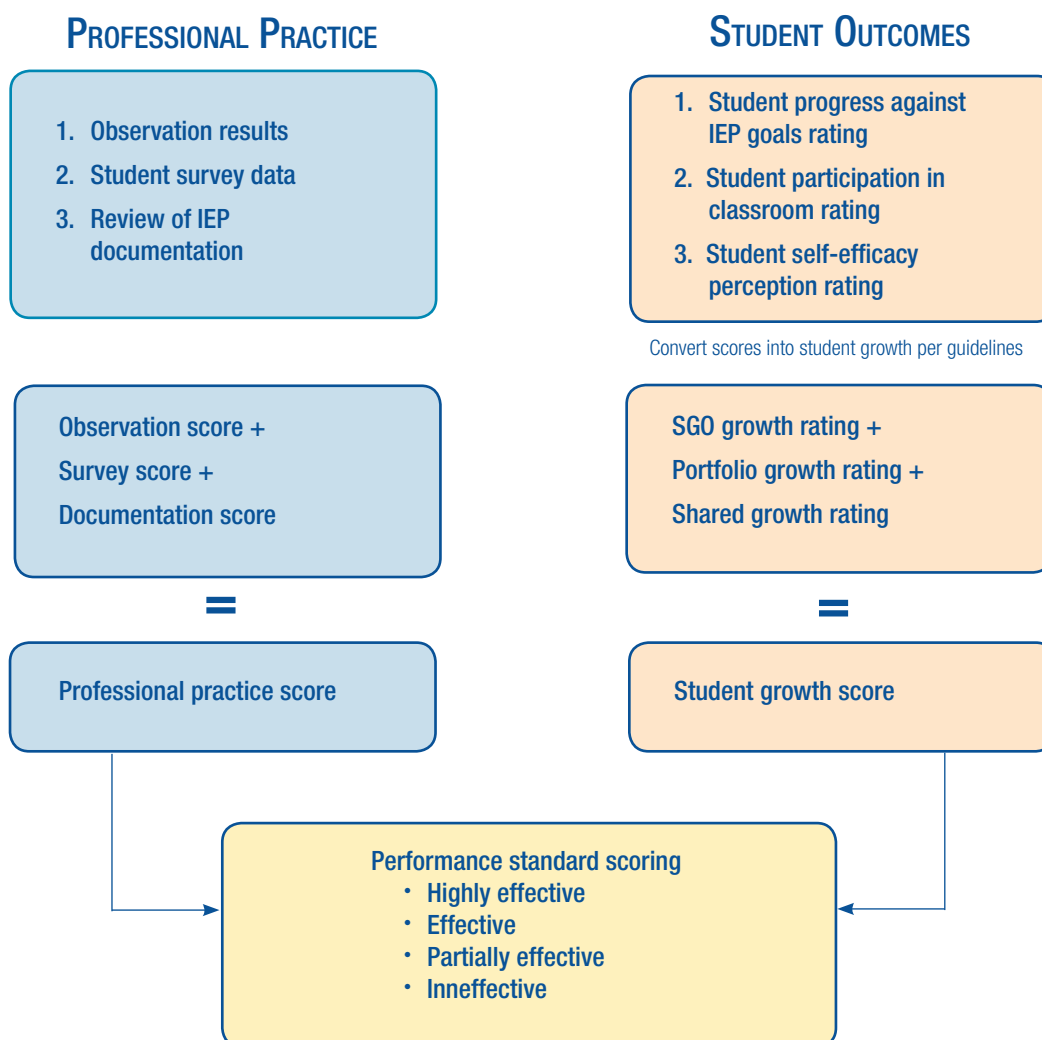 Professional Practice
1. Observation results
2. Student survey data
3. Review of IEP
documentation
Observation score +
Survey score +
Documentation score
=
Professional practice score
Student Outcomes
1. Student progress against
IEP goals rating
2. Student participation in
classroom rating
3. Student self-efficacy
perception rating
Convert scores into student growth per guidelines
SGO growth rating +
Portfolio growth rating +
Shared growth rating
=
Student growth score
Performance standard scoring
• Highly effective
• Effective
• Partially effective
• Inneffective